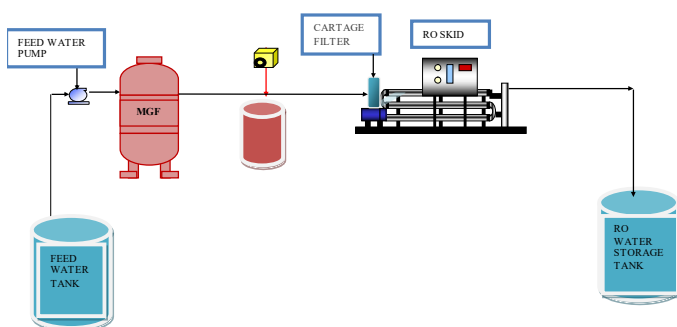 FEED WATER
PUMP
CARTAGE
FILTER
RO SKID
MGF
FEED
WATER
TANK
RO
WATER
STORAGE
TANK